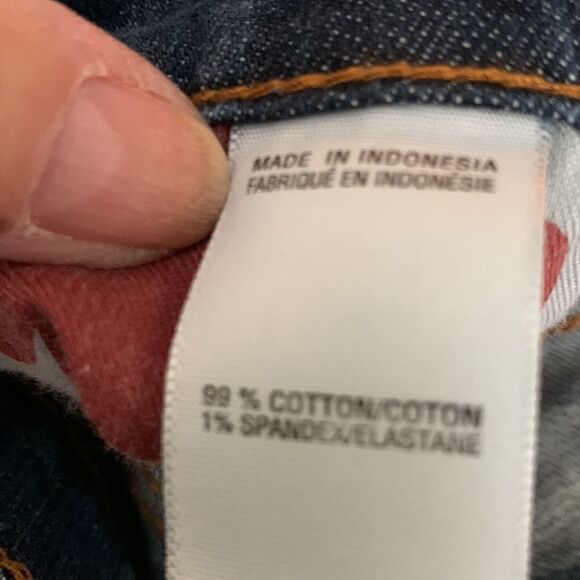 MADE IN INDONESIA
FABRIQUÉ EN INDONÉSIE
99 % COTTON/COTON
1% SPANDEX/ELASTANE